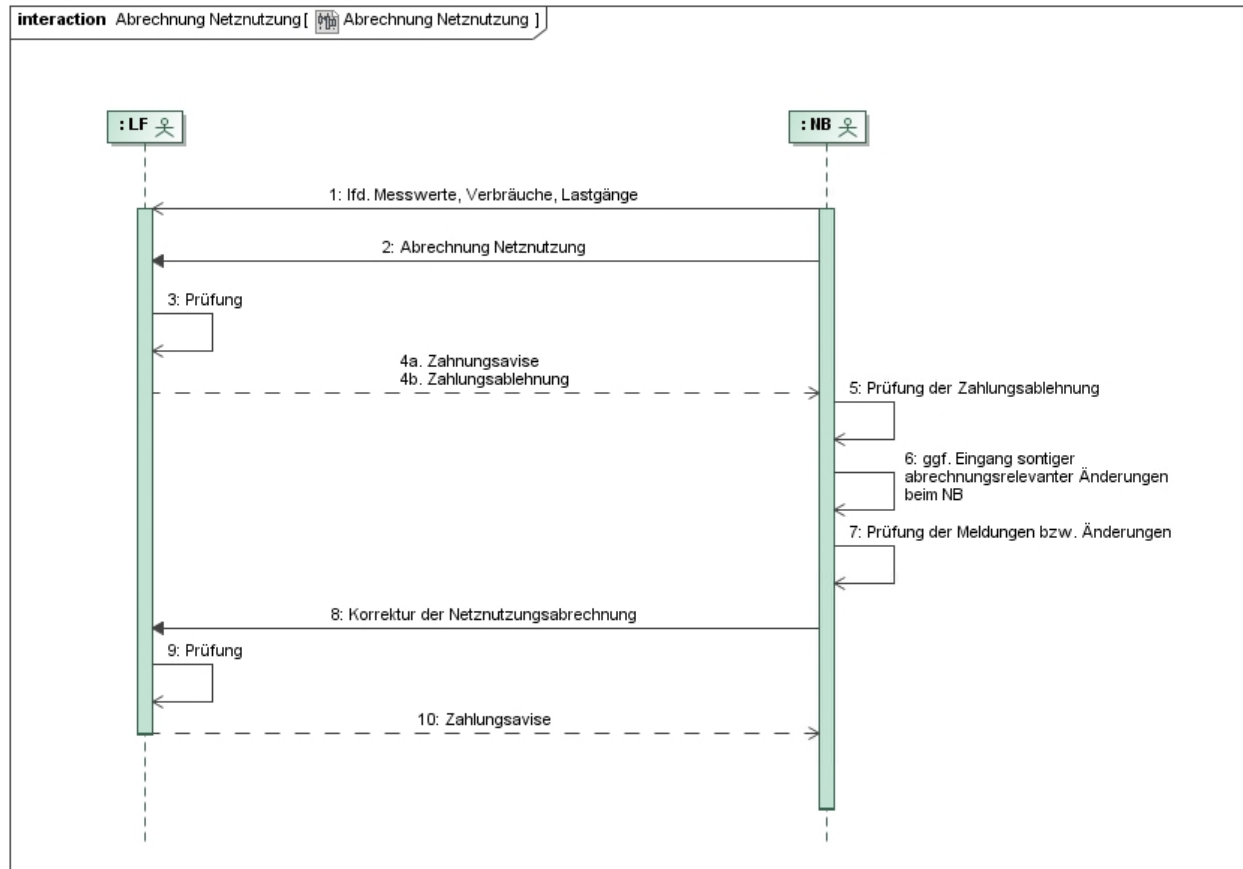 interaction Abrechnung Netznutzung [ Abrechnung Netznutzung ]
: LF
: NB
1: lfd. Messwerte, Verbräuche, Lastgänge
2: Abrechnung Netznutzung
3: Prüfung
4a. Zahnungsavise
4b. Zahlungsablehnung
5: Prüfung der Zahlungsablehnung
6: ggf. Eingang sontiger
abrechnungsrelevanter Änderungen
beim NB
7: Prüfung der Meldungen bzw. Änderungen
8: Korrektur der Netznutzungsabrechnung
9: Prüfung
10: Zahlungsavise